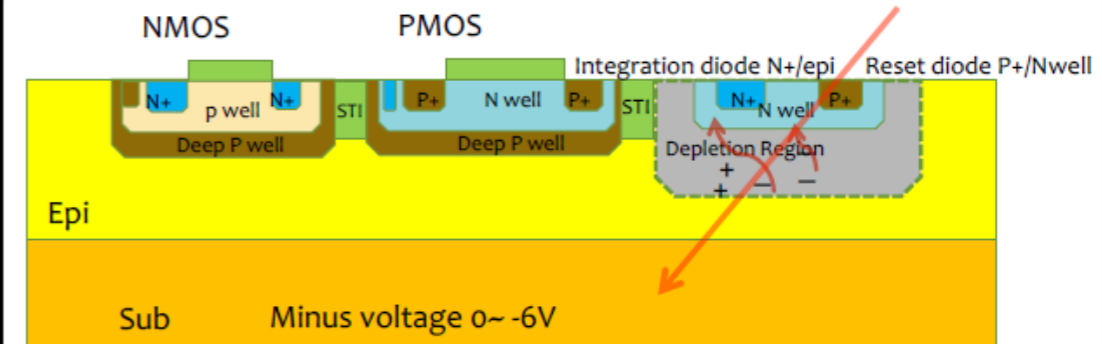 NMOS
PMOS
Integration diode N+/epi
Reset diode P+/Nwell
N+
p well
N+
STI
P+
N well
P+
STI
N+
N well
P+
Deep P well
Deep P well
Depletion Region
+
+
–
–
Epi
Sub
Minus voltage 0~ -6V